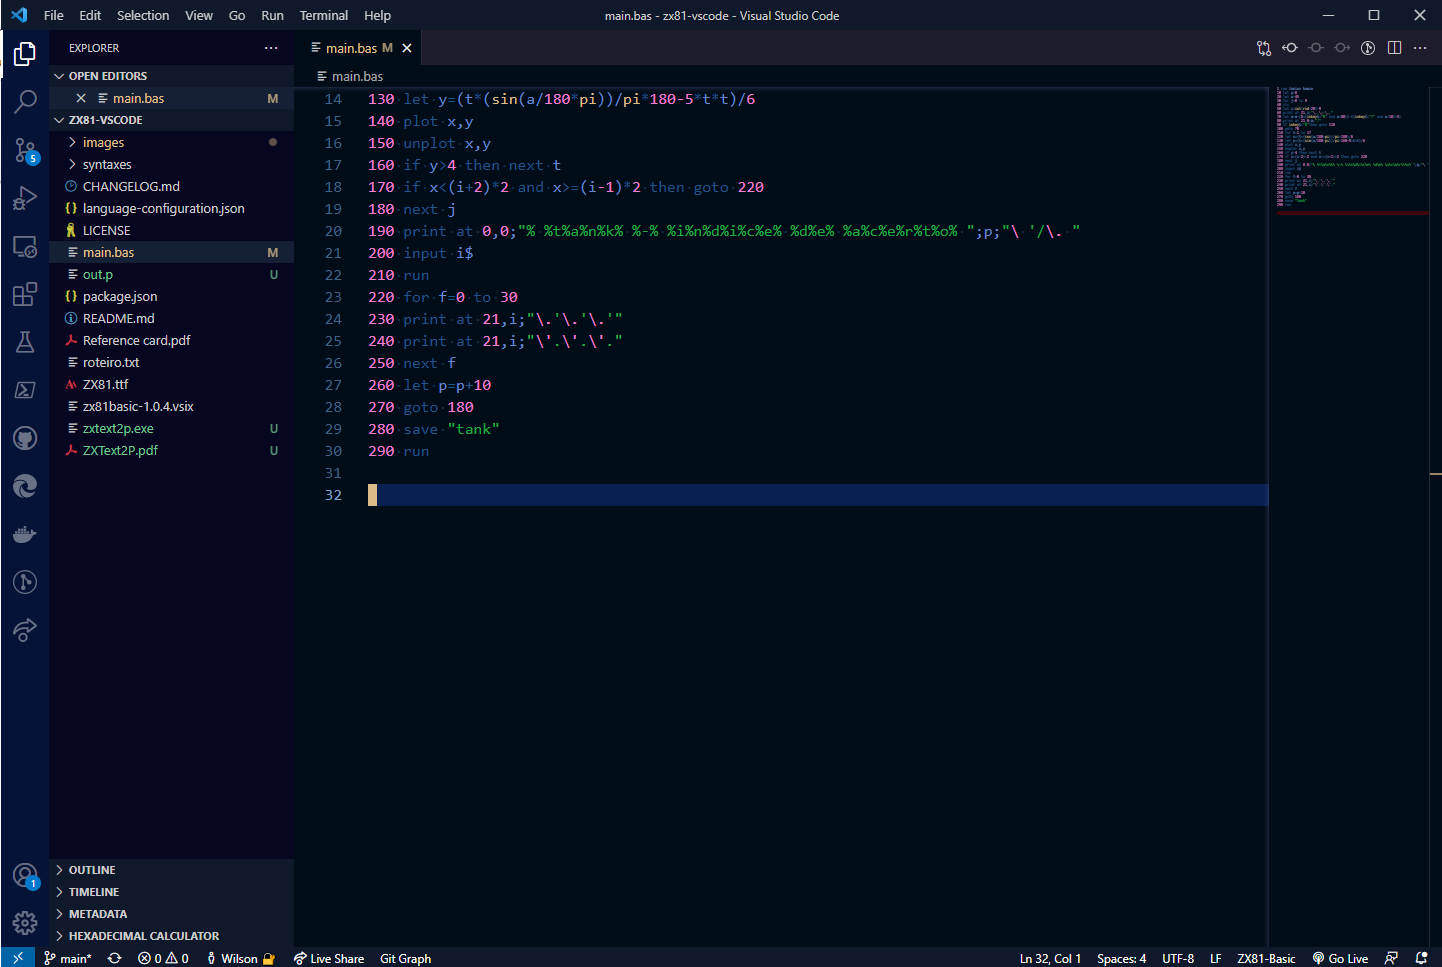 File Edit Selection View Go Run Terminal Help
main.bas - zx81-vscode - Visual Studio Code
EXPLORER
OPEN EDITORS
main.bas M
ZX81-VSCODE
images
syntaxes
CHANGELOG.md
language-configuration.json
LICENSE
main.bas M
out.p U
package.json
README.md
Reference card.pdf
roteiro.txt
ZX81.ttf
zx81basic-1.0.4.vsix
zxtext2p.exe U
ZXText2P.pdf U
OUTLINE
TIMELINE
METADATA
HEXADECIMAL CALCULATOR
5
1
main.bas M
main.bas
14 130 let y=(t*(sin(a/180*pi))/pi*180-5*t*t)/6
15 140 plot x,y
16 150 unplot x,y
17 160 if y>4 then next t
18 170 if x<(i+2)*2 and x>=(i-1)*2 then goto 220
19 180 next j
20 190 print at 0,0;"% %t%a%n%k% %-% %i%n%d%i%c%e% %d%e% %a%c%e%r%t%o% ";p;"\ '/\. "
21 200 input i$
22 210 run
23 220 for f=0 to 30
24 230 print at 21,i;"\.'\.'\.'"
25 240 print at 21,i;"\'.\'.\'."
26 250 next f
27 260 let p=p+10
28 270 goto 180
29 280 save "tank"
30 290 run
31
32
main* 0 0 Wilson Live Share Git Graph
Ln 32, Col 1 Spaces: 4 UTF-8 LF ZX81-Basic Go Live